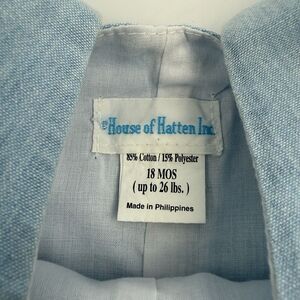 ©House of Hatten Inc.
85% Cotton / 15% Polyester
18 MOS
( up to 26 lbs. )
Made in Philippines